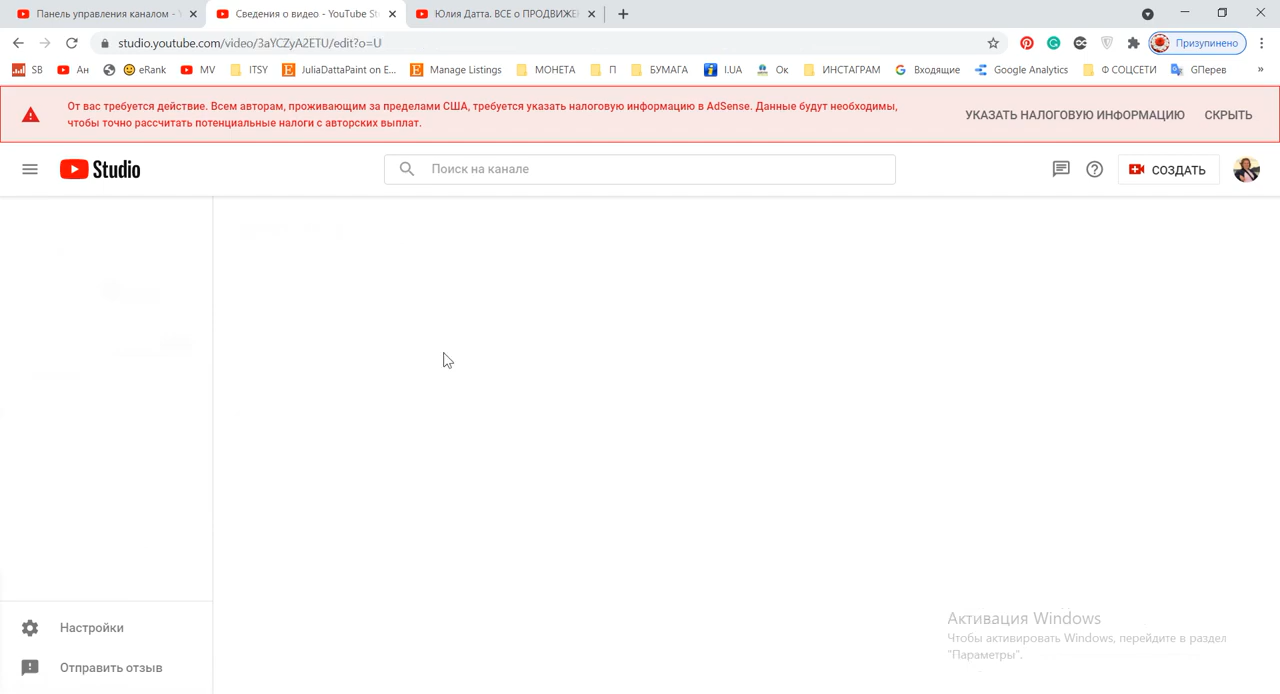 Панель управления каналом - Y
Сведения о видео - YouTube St
Юлия Датта. ВСЕ о ПРОДВИЖЕН
studio.youtube.com/video/3aYCZyA2ETU/edit?o=U
Призупинено
SB
Ан
eRank
MV
ITSY
JuliaDattaPaint on E...
Manage Listings
МОНЕТА
П
БУМАГА
I.UA
Ок
ИНСТАГРАМ
Входящие
Google Analytics
Ф СОЦСЕТИ
GПерев
»
От вас требуется действие. Всем авторам, проживающим за пределами США, требуется указать налоговую информацию в AdSense. Данные будут необходимы,
чтобы точно рассчитать потенциальные налоги с авторских выплат.
УКАЗАТЬ НАЛОГОВУЮ ИНФОРМАЦИЮ
СКРЫТЬ
Studio
Поиск на канале
СОЗДАТЬ
Настройки
Отправить отзыв
Активация Windows
Чтобы активировать Windows, перейдите в раздел
"Параметры".